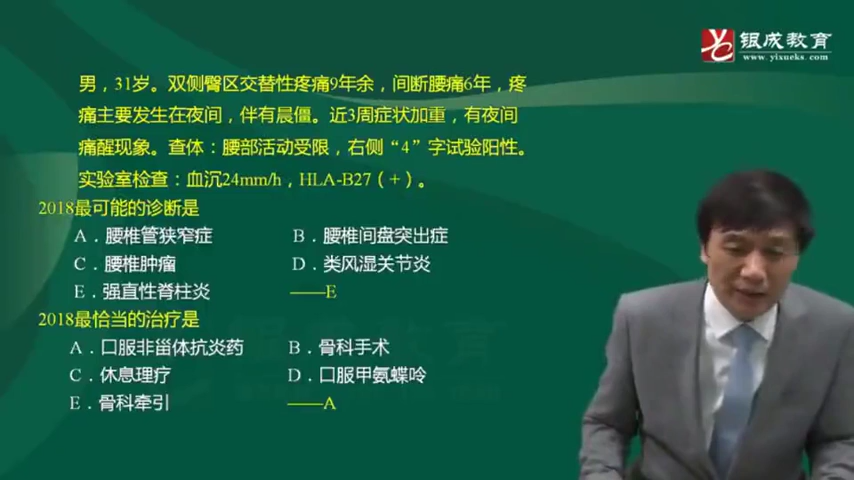 银成教育
www.yixueks.com
男，31岁。双侧臀区交替性疼痛9年余，间断腰痛6年，疼
痛主要发生在夜间，伴有晨僵。近3周症状加重，有夜间
痛醒现象。查体：腰部活动受限，右侧“4”字试验阳性。
实验室检查：血沉24mm/h，HLA-B27（+）。
2018最可能的诊断是
A．腰椎管狭窄症 B．腰椎间盘突出症
C．腰椎肿瘤 D．类风湿关节炎
E．强直性脊柱炎 ——E
2018最恰当的治疗是
A．口服非甾体抗炎药 B．骨科手术
C．休息理疗 D．口服甲氨蝶呤
E．骨科牵引 ——A
银成教育